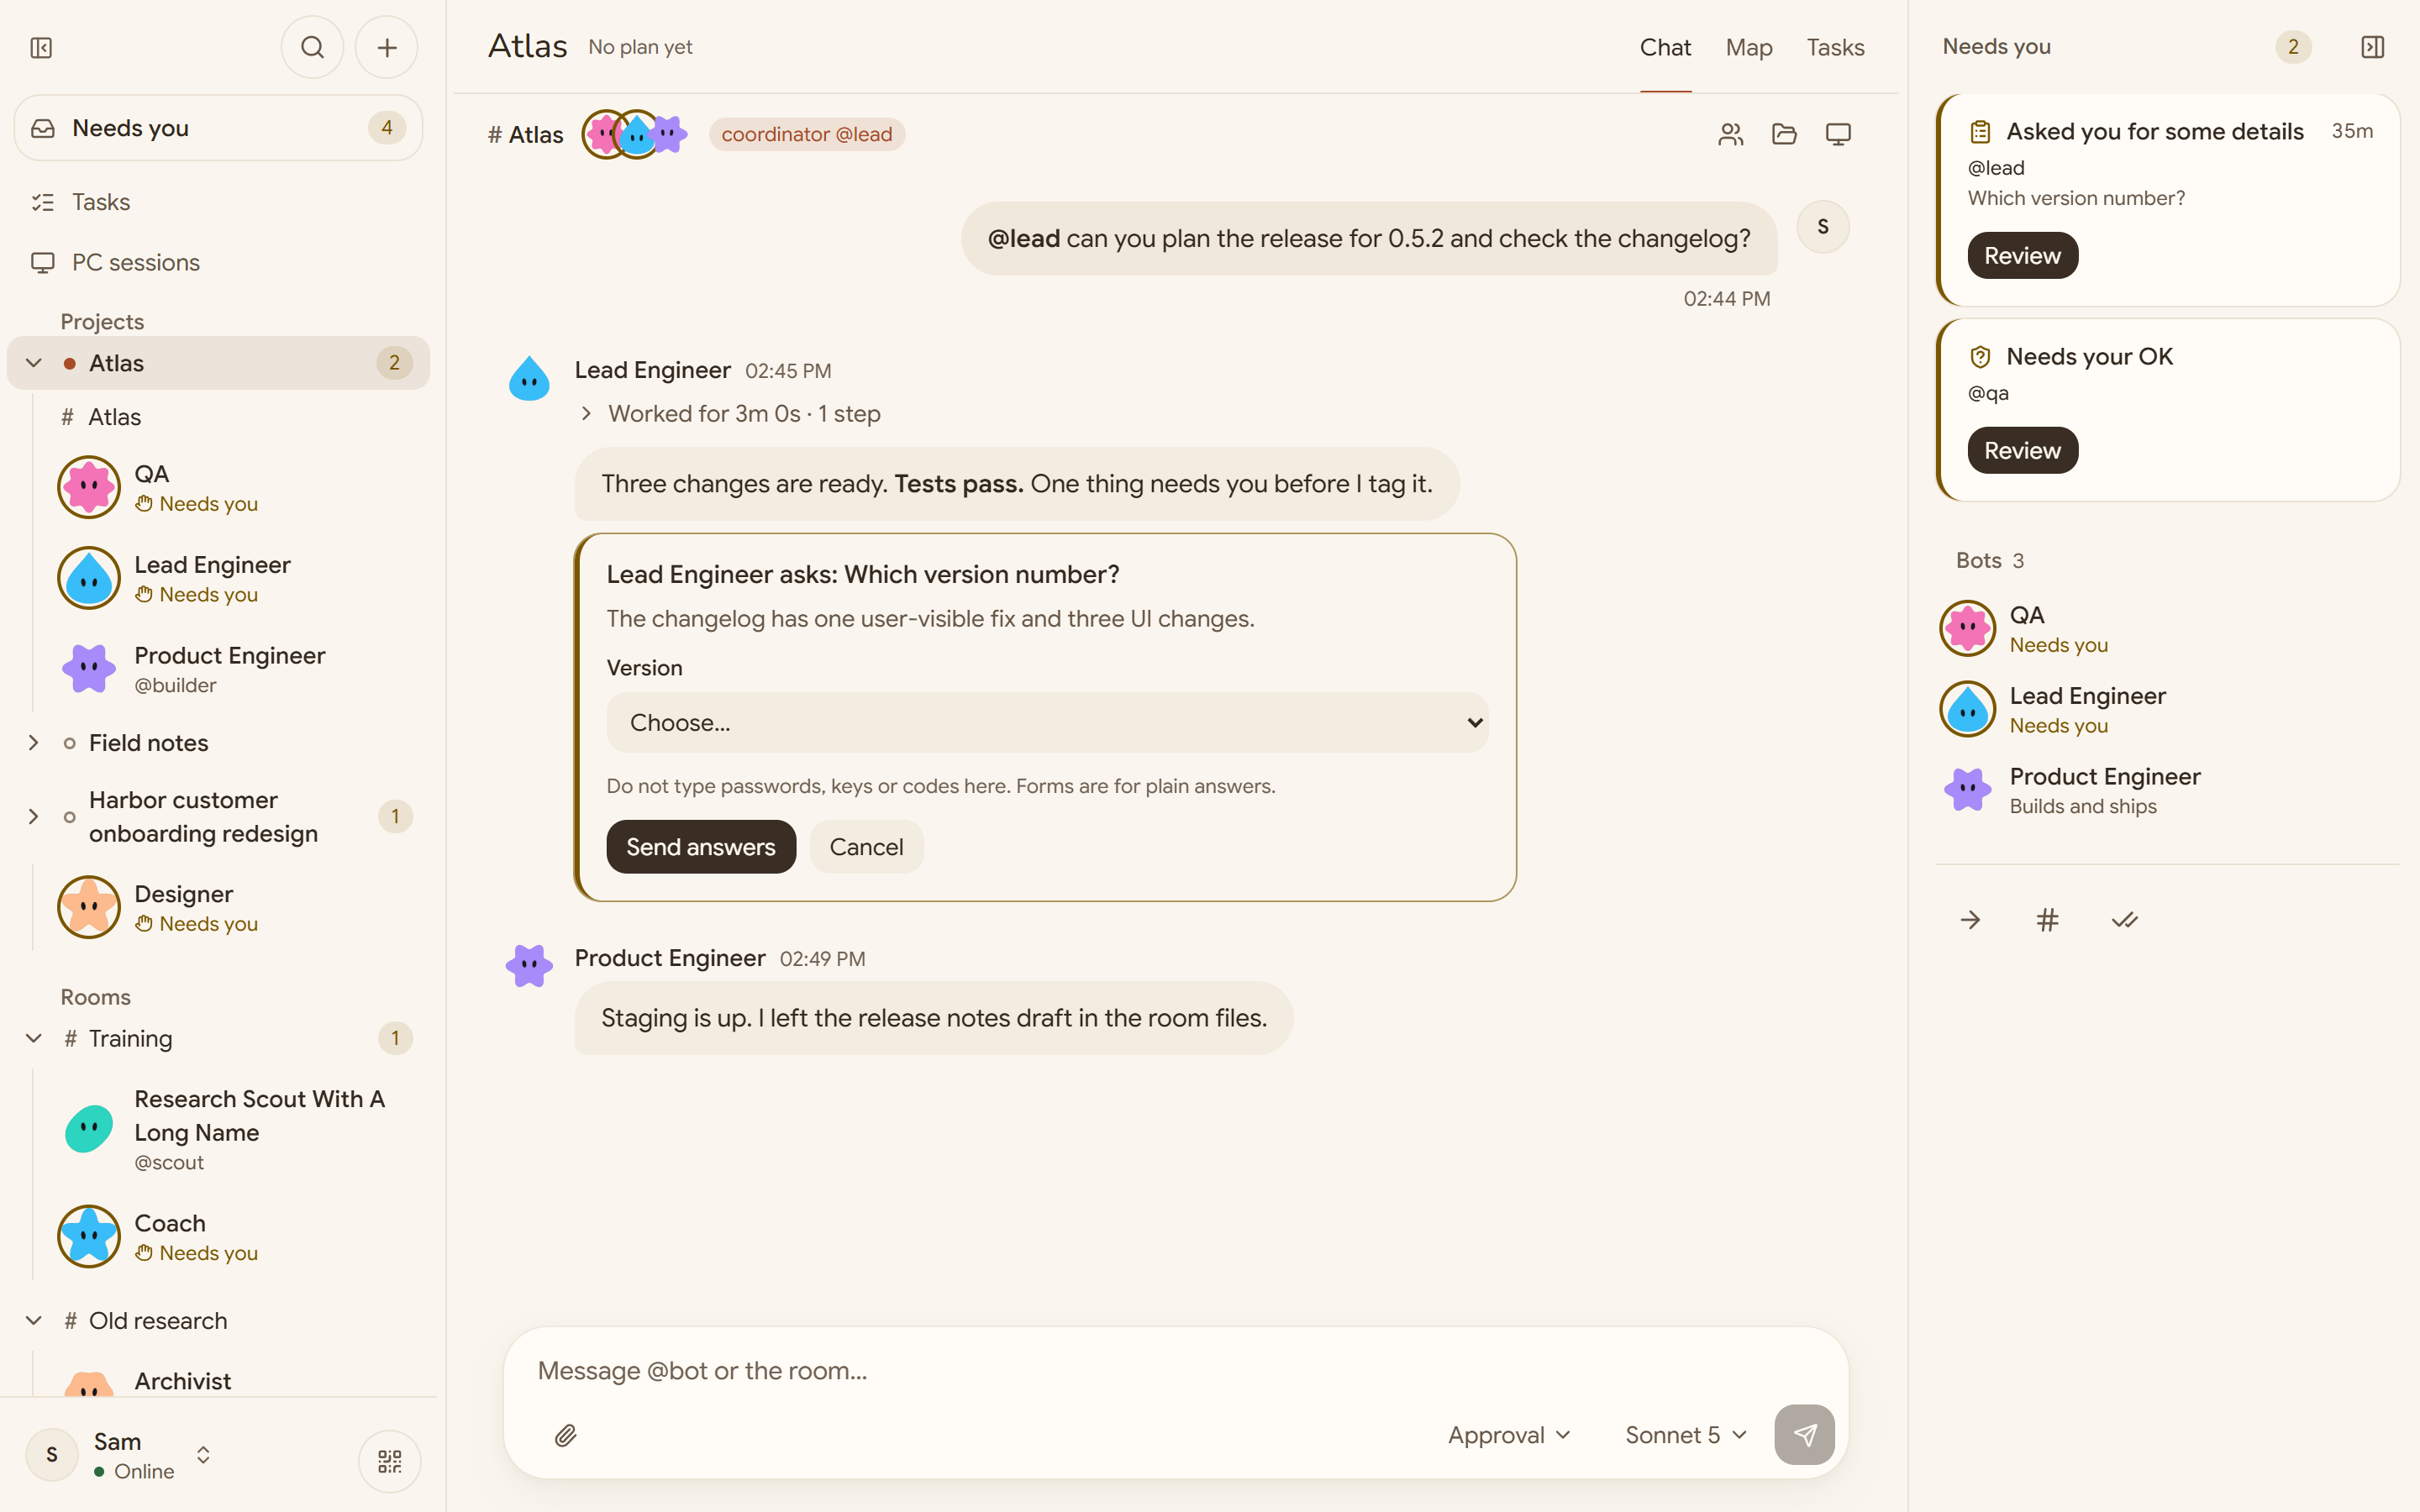 Needs you
4
Tasks
PC sessions
Projects
Atlas
2
# Atlas
QA
Needs you
Lead Engineer
Needs you
Product Engineer
@builder
Field notes
Harbor customer
onboarding redesign
1
Designer
Needs you
Rooms
# Training
1
Research Scout With A
Long Name
@scout
Coach
Needs you
# Old research
Archivist
S
Sam
Online
Atlas
No plan yet
Chat
Map
Tasks
# Atlas
coordinator @lead
@lead can you plan the release for 0.5.2 and check the changelog?
S
02:44 PM
Lead Engineer 02:45 PM
Worked for 3m 0s · 1 step
Three changes are ready. Tests pass. One thing needs you before I tag it.
Lead Engineer asks: Which version number?
The changelog has one user-visible fix and three UI changes.
Version
Choose...
Do not type passwords, keys or codes here. Forms are for plain answers.
Send answers
Cancel
Product Engineer 02:49 PM
Staging is up. I left the release notes draft in the room files.
Message @bot or the room...
Approval
Sonnet 5
Needs you
2
Asked you for some details
35m
@lead
Which version number?
Review
Needs your OK
@qa
Review
Bots 3
QA
Needs you
Lead Engineer
Needs you
Product Engineer
Builds and ships
#